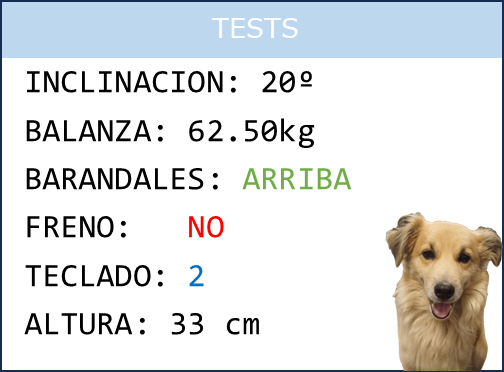 TESTS
INCLINACION: 20º
BALANZA: 62.50kg
BARANDALES: ARRIBA
FRENO: NO
TECLADO: 2
ALTURA: 33 cm